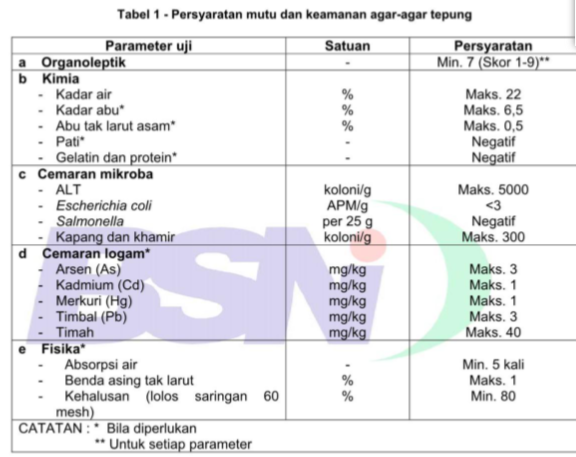 Tabel 1 - Persyaratan mutu dan keamanan agar-agar tepung
Parameter uji Satuan Persyaratan
a Organoleptik - Min. 7 (Skor 1-9)**
b Kimia
- Kadar air % Maks. 22
- Kadar abu* % Maks. 6,5
- Abu tak larut asam* % Maks. 0,5
- Pati* - Negatif
- Gelatin dan protein* - Negatif
c Cemaran mikroba
- ALT koloni/g Maks. 5000
- Escherichia coli APM/g <3
- Salmonella per 25 g Negatif
- Kapang dan khamir koloni/g Maks. 300
d Cemaran logam*
- Arsen (As) mg/kg Maks. 3
- Kadmium (Cd) mg/kg Maks. 1
- Merkuri (Hg) mg/kg Maks. 1
- Timbal (Pb) mg/kg Maks. 3
- Timah mg/kg Maks. 40
e Fisika*
- Absorpsi air - Min. 5 kali
- Benda asing tak larut % Maks. 1
- Kehalusan (lolos saringan 60 % Min. 80
mesh)
CATATAN : * Bila diperlukan
** Untuk setiap parameter
BSN